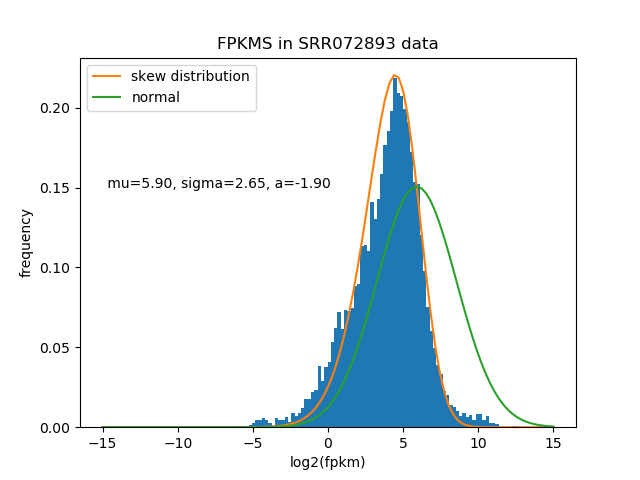 FPKMS in SRR072893 data
skew distribution
normal
mu=5.90, sigma=2.65, a=-1.90
frequency
0.20
0.15
0.10
0.05
0.00
−15
−10
−5
0
5
10
15
log2(fpkm)